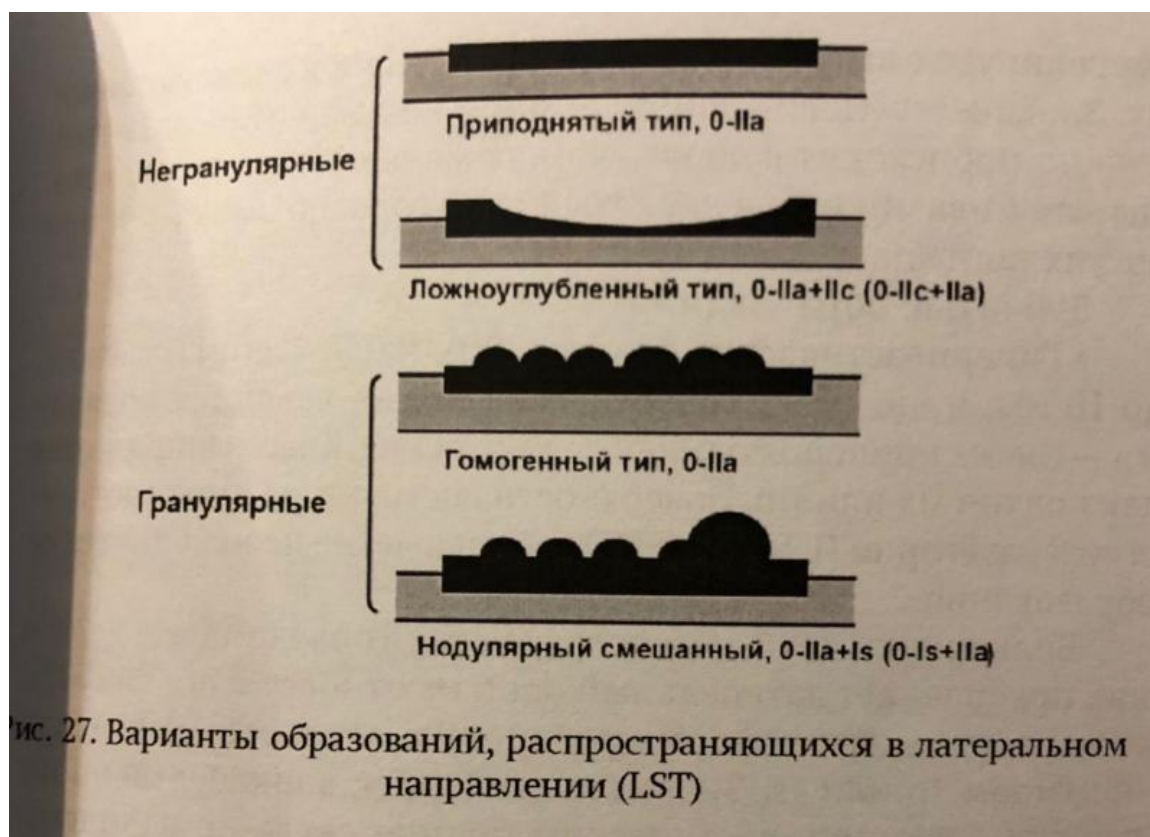 Приподнятый тип, 0-IIa
Негранулярные
Ложноуглубленный тип, 0-IIa+IIc (0-IIc+IIa)
Гомогенный тип, 0-IIa
Гранулярные
Нодулярный смешанный, 0-IIa+Is (0-Is+IIa)
ис. 27. Варианты образований, распространяющихся в латеральном
направлении (LST)